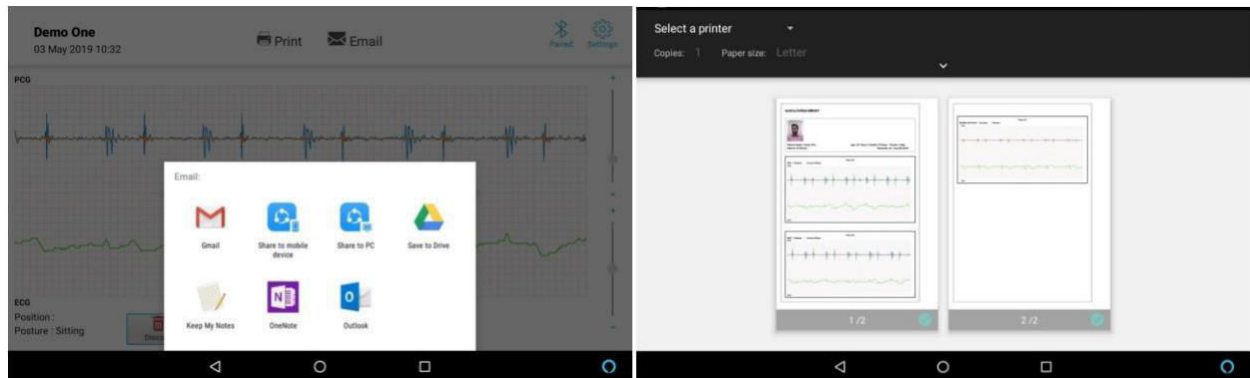 Demo One
03 May 2019 10:32
Print
Email
Paired
Settings
PCG
Email:
Gmail
Share to mobile
device
Share to PC
Save to Drive
Keep My Notes
OneNote
Outlook
ECG
Position :
Posture : Sitting
Select a printer
Copies: 1 Paper size: Letter
1 /2
2 /2